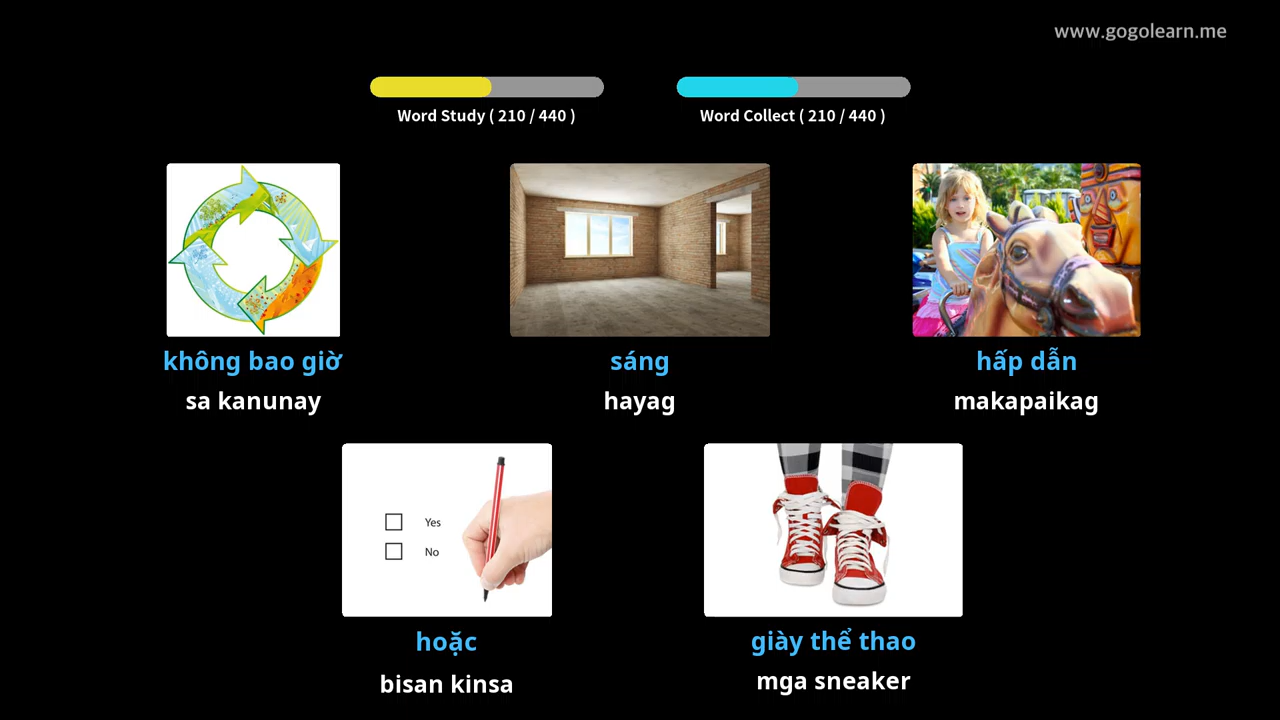 www.gogolearn.me
Word Study ( 210 / 440 )
Word Collect ( 210 / 440 )
không bao giờ
sa kanunay
sáng
hayag
hấp dẫn
makapaikag
Yes
No
hoặc
bisan kinsa
giày thể thao
mga sneaker